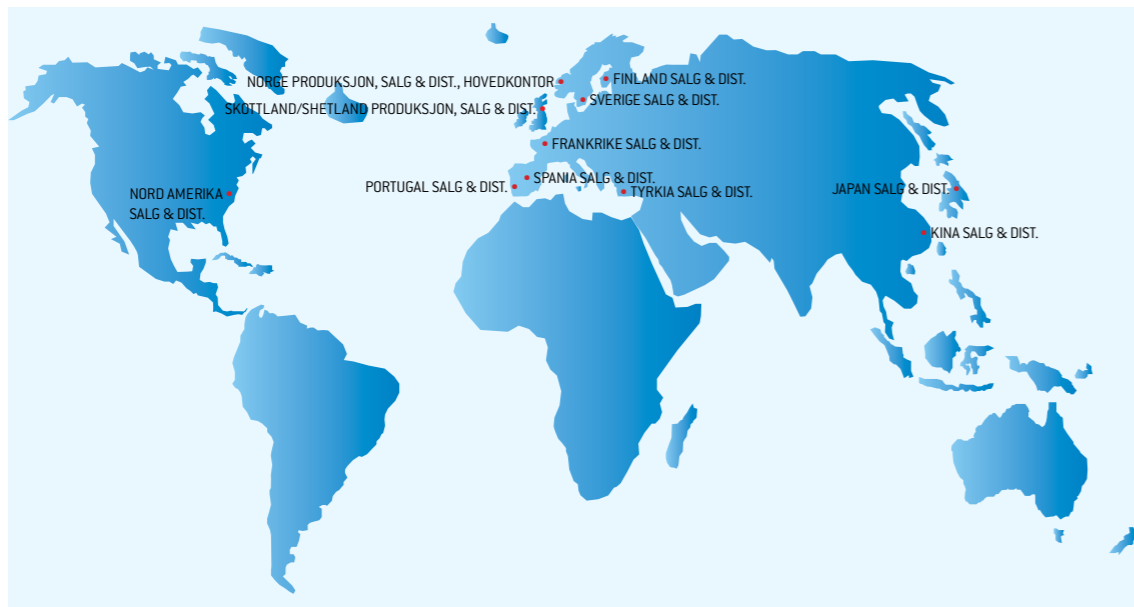 NORGE PRODUKSJON, SALG & DIST., HOVEDKONTOR
FINLAND SALG & DIST.
SVERIGE SALG & DIST.
SKOTTLAND/SHETLAND PRODUKSJON, SALG & DIST.
FRANKRIKE SALG & DIST.
SPANIA SALG & DIST.
PORTUGAL SALG & DIST.
TYRKIA SALG & DIST.
NORD AMERIKA
SALG & DIST.
JAPAN SALG & DIST.
KINA SALG & DIST.